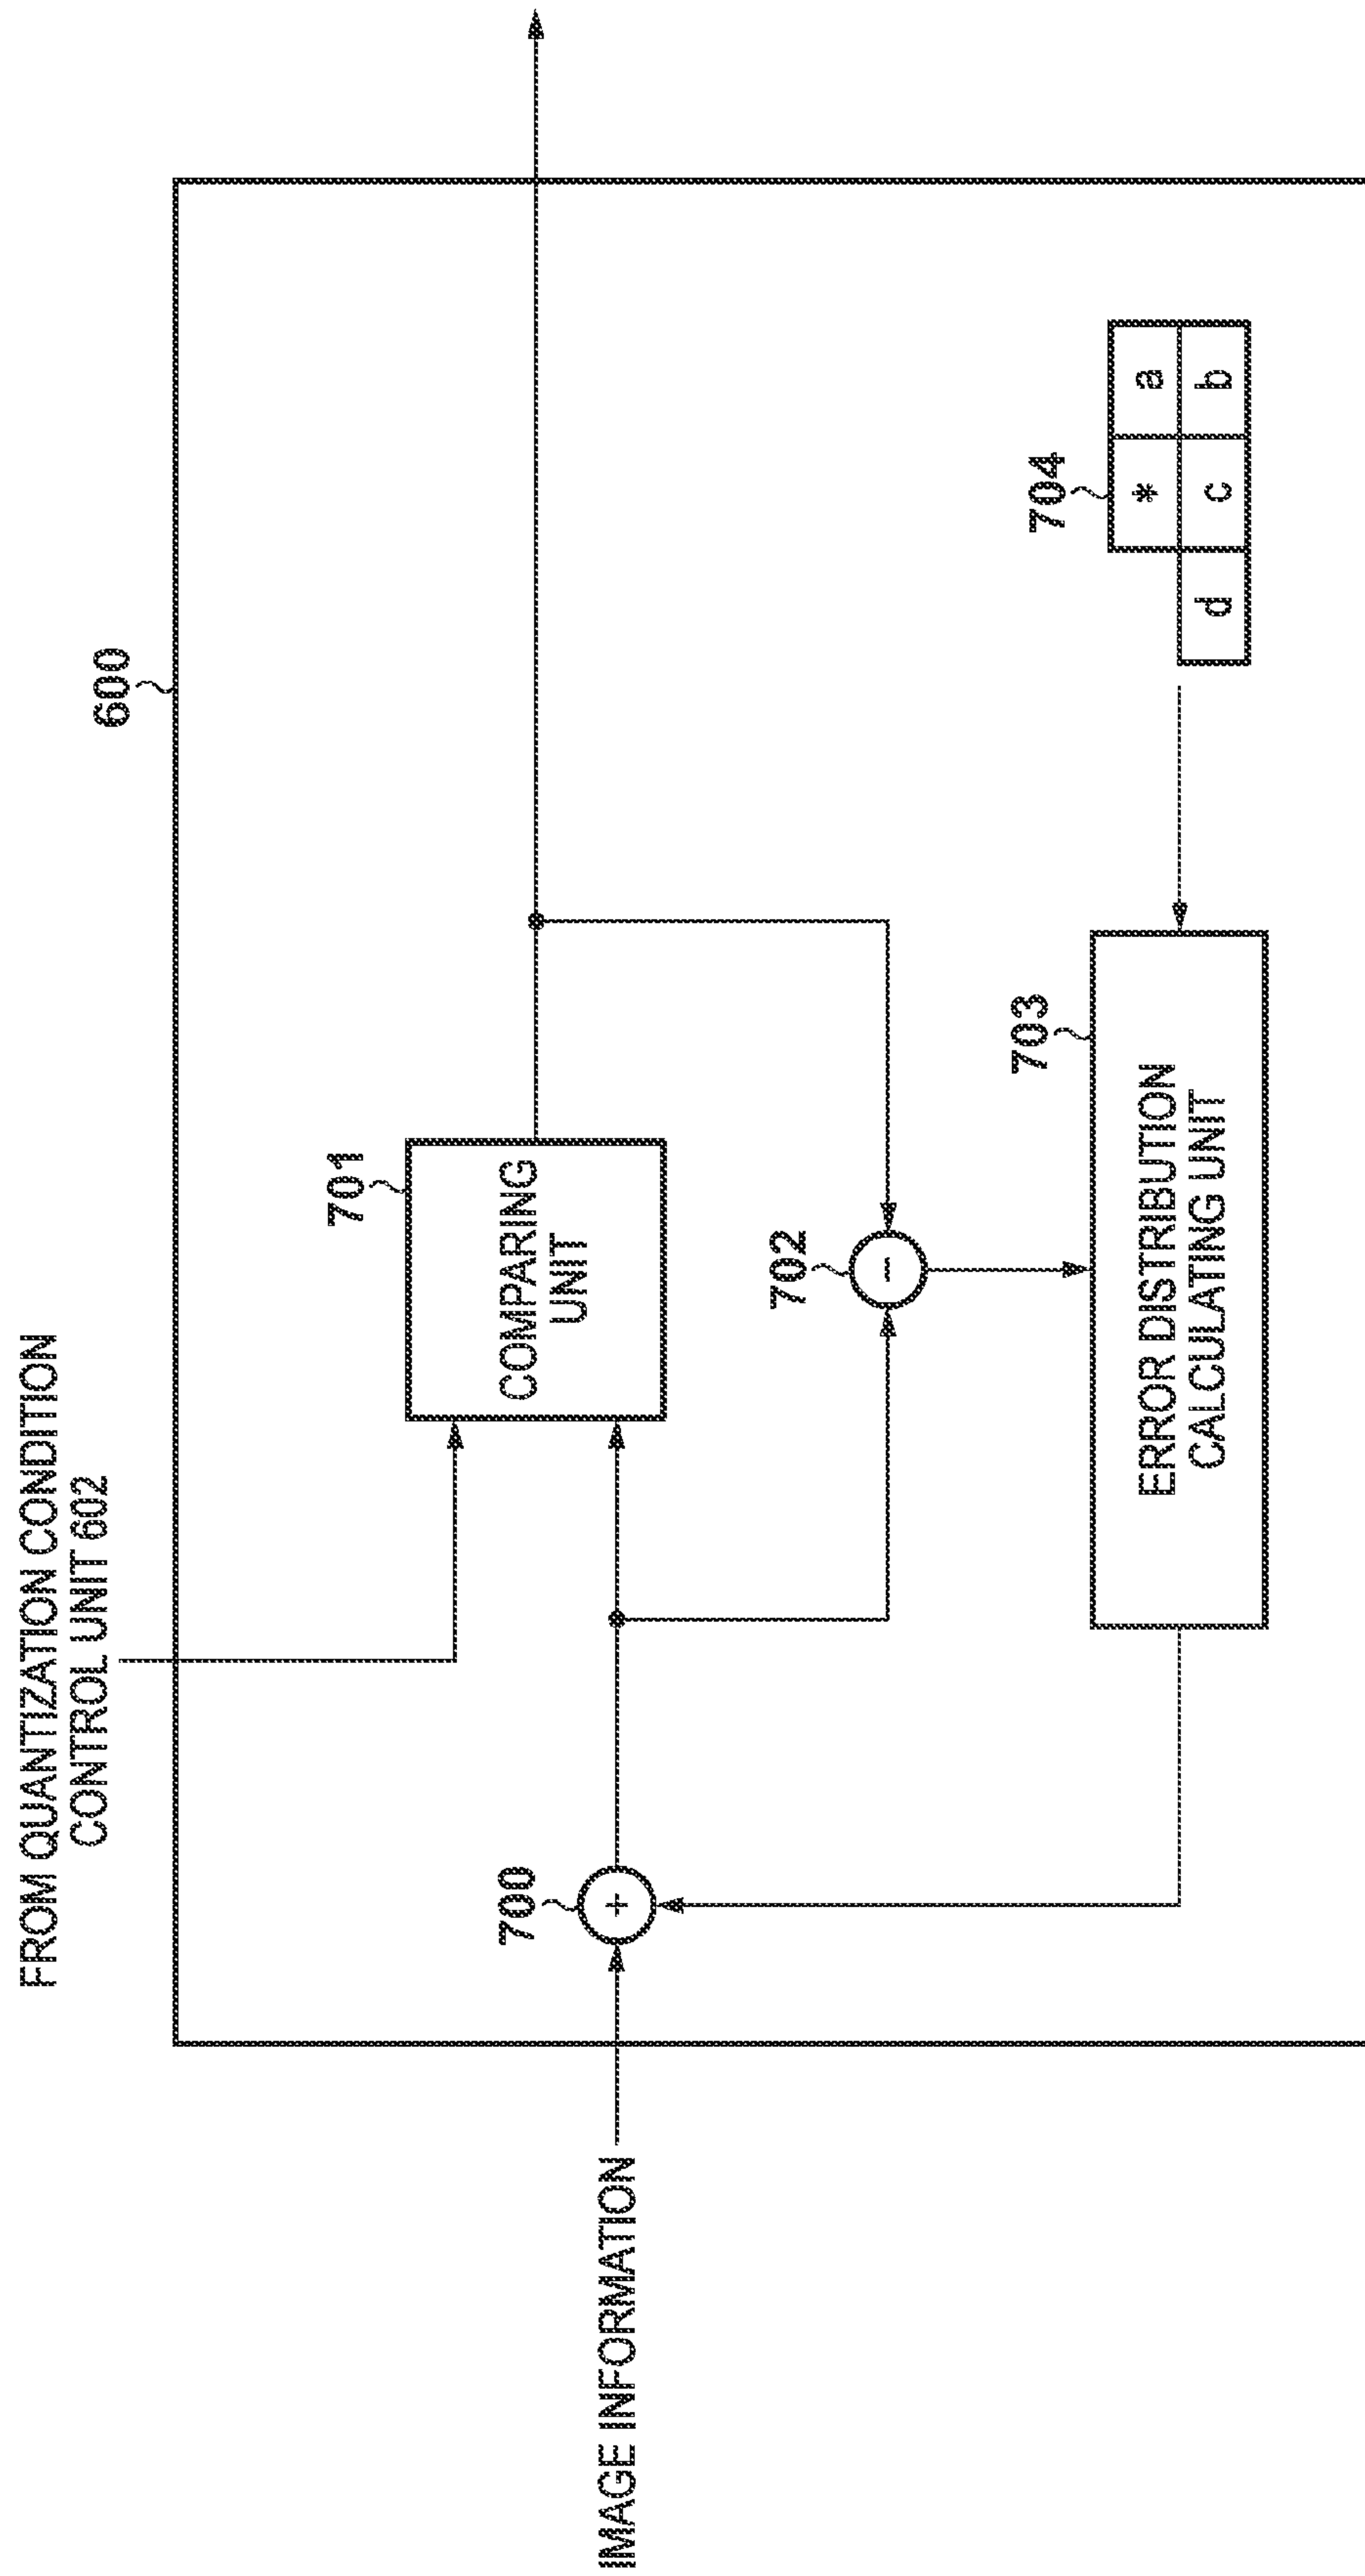 FROM QUANTIZATION CONDITION
CONTROL UNIT 602
600
701
COMPARING
UNIT
700
+
IMAGE INFORMATION
702
−
704
* a
d c b
703
ERROR DISTRIBUTION
CALCULATING UNIT